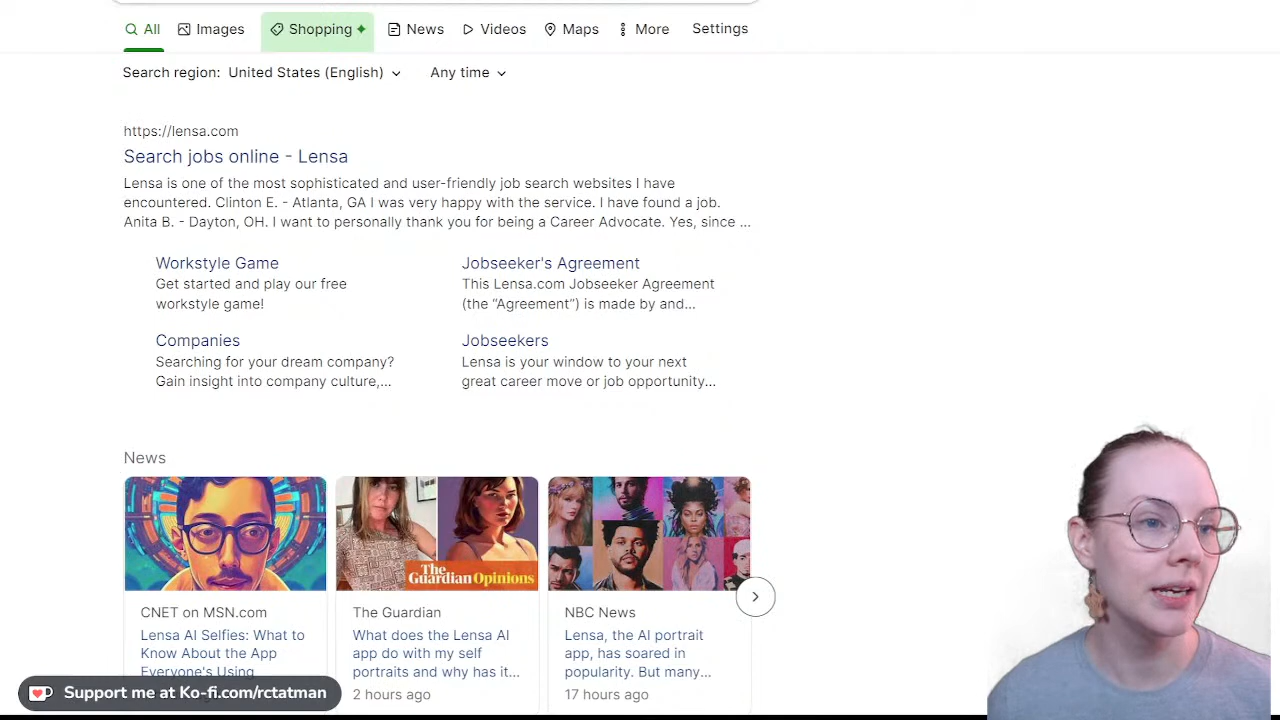 All Images Shopping News Videos Maps More Settings
Search region: United States (English) Any time
https://lensa.com
Search jobs online - Lensa
Lensa is one of the most sophisticated and user-friendly job search websites I have
encountered. Clinton E. - Atlanta, GA I was very happy with the service. I have found a job.
Anita B. - Dayton, OH. I want to personally thank you for being a Career Advocate. Yes, since ...
Workstyle Game
Get started and play our free
workstyle game!
Jobseeker's Agreement
This Lensa.com Jobseeker Agreement
(the “Agreement”) is made by and...
Companies
Searching for your dream company?
Gain insight into company culture,...
Jobseekers
Lensa is your window to your next
great career move or job opportunity...
News
CNET on MSN.com
Lensa AI Selfies: What to
Know About the App
Everyone's Using
The
Guardian Opinions
The Guardian
What does the Lensa AI
app do with my self
portraits and why has it...
2 hours ago
NBC News
Lensa, the AI portrait
app, has soared in
popularity. But many...
17 hours ago
Support me at Ko-fi.com/rctatman